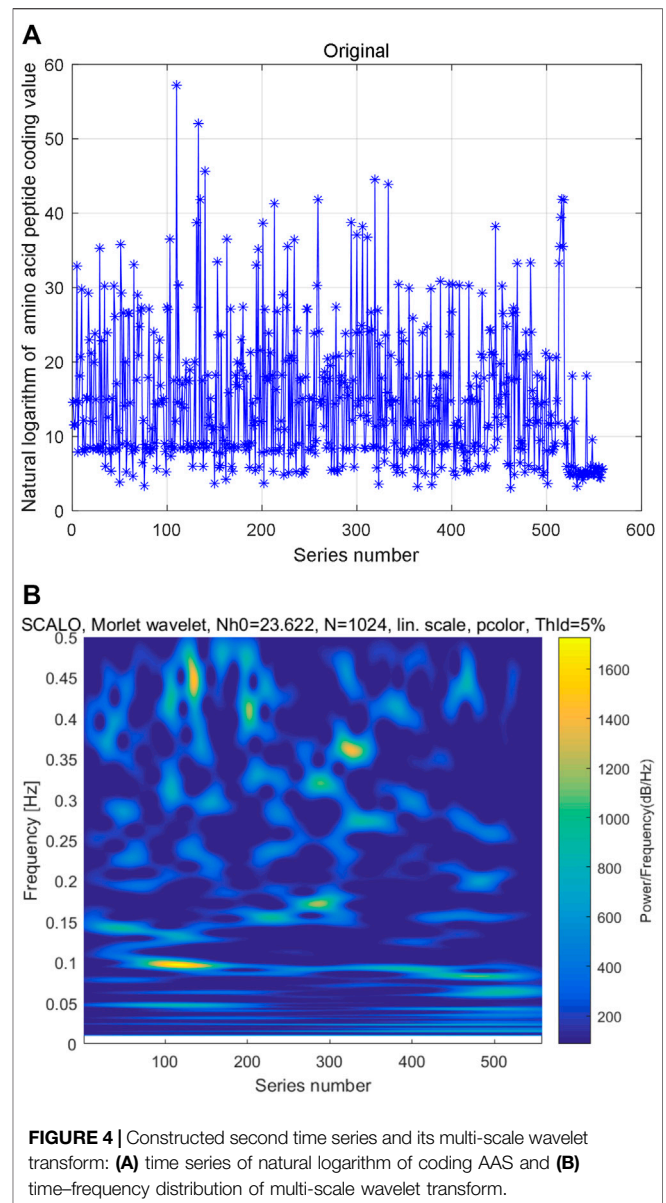 A
Original
Natural logarithm of amino acid peptide coding value
60
50
40
30
20
10
0
0 100 200 300 400 500 600
Series number
B
SCALO, Morlet wavelet, Nh0=23.622, N=1024, lin. scale, pcolor, Thld=5%
Frequency [Hz]
0.5
0.45
0.4
0.35
0.3
0.25
0.2
0.15
0.1
0.05
0
100 200 300 400 500
Series number
1600
1400
1200
1000
800
600
400
200
Power/Frequency(dB/Hz)
FIGURE 4 | Constructed second time series and its multi-scale wavelet
transform: (A) time series of natural logarithm of coding AAS and (B)
time–frequency distribution of multi-scale wavelet transform.